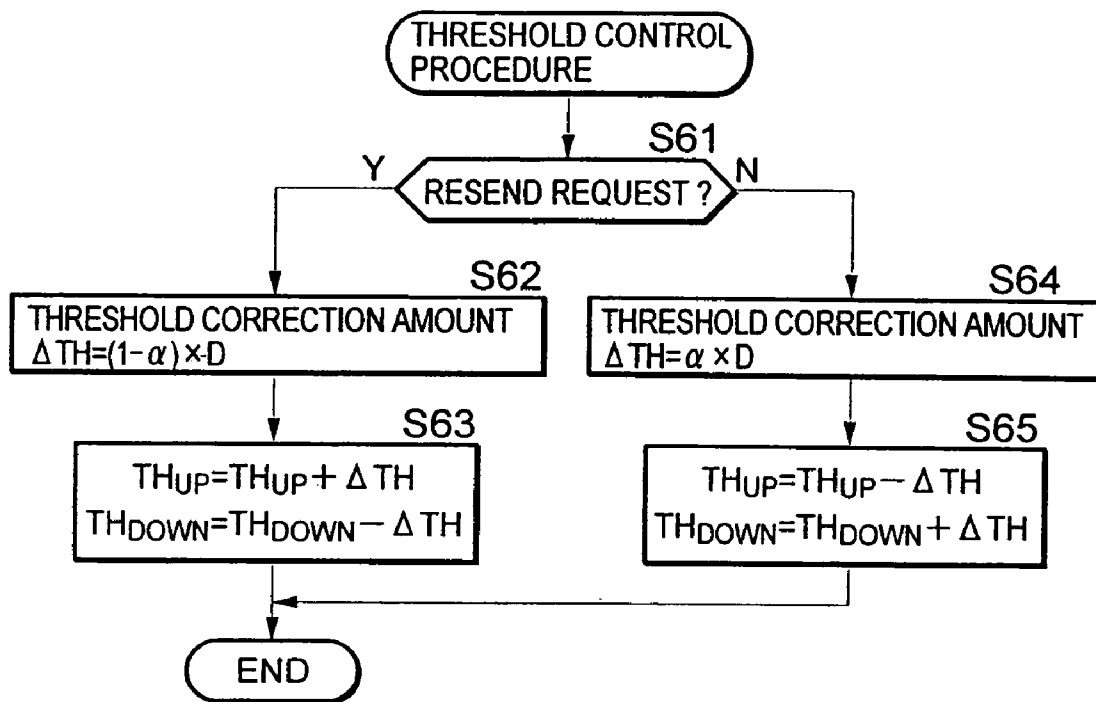 THRESHOLD CONTROL
PROCEDURE
S61
Y
RESEND REQUEST ?
N
S62
THRESHOLD CORRECTION AMOUNT
ΔTH=(1-α)×D
S64
THRESHOLD CORRECTION AMOUNT
ΔTH=α×D
S63
THUP=THUP+ΔTH
THDOWN=THDOWN-ΔTH
S65
THUP=THUP-ΔTH
THDOWN=THDOWN+ΔTH
END